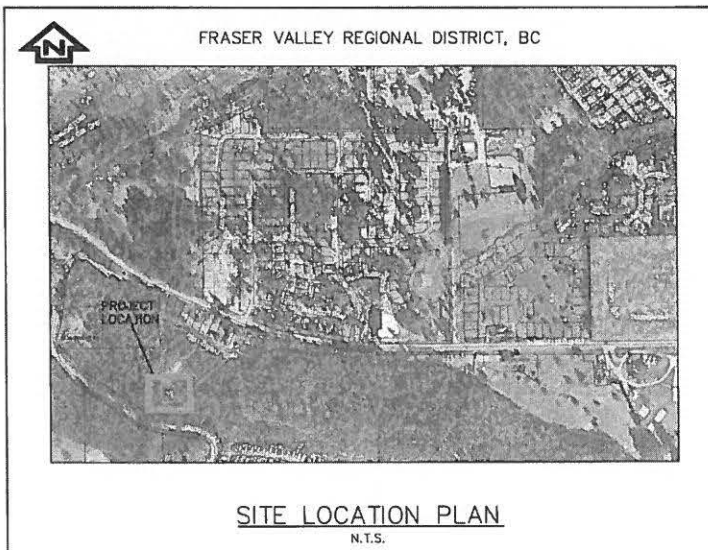 N
FRASER VALLEY REGIONAL DISTRICT, BC
PROJECT
LOCATION
SITE LOCATION PLAN
N.T.S.